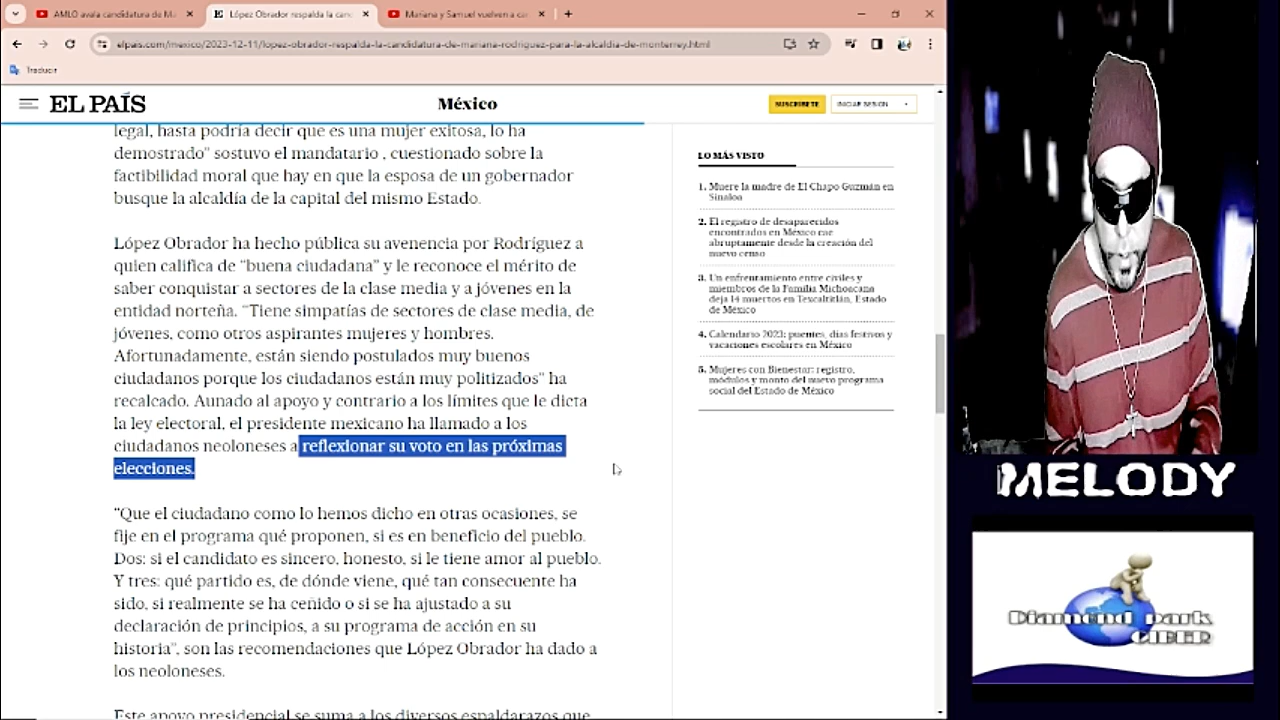 AMLO avala candidatura de Ma
López Obrador respalda la can
Mariana y Samuel vuelven a ca
elpais.com/mexico/2023-12-11/lopez-obrador-respalda-la-candidatura-de-mariana-rodriguez-para-la-alcaldia-de-monterrey.html
Traducir
EL PAÍS
México
SUSCRÍBETE
INICIAR SESIÓN
legal, hasta podría decir que es una mujer exitosa, lo ha
demostrado” sostuvo el mandatario , cuestionado sobre la
factibilidad moral que hay en que la esposa de un gobernador
busque la alcaldía de la capital del mismo Estado.
López Obrador ha hecho pública su avenencia por Rodríguez a
quien califica de “buena ciudadana” y le reconoce el mérito de
saber conquistar a sectores de la clase media y a jóvenes en la
entidad norteña. “Tiene simpatías de sectores de clase media, de
jóvenes, como otros aspirantes mujeres y hombres.
Afortunadamente, están siendo postulados muy buenos
ciudadanos porque los ciudadanos están muy politizados” ha
recalcado. Aunado al apoyo y contrario a los límites que le dicta
la ley electoral, el presidente mexicano ha llamado a los
ciudadanos neoloneses a reflexionar su voto en las próximas
elecciones.
“Que el ciudadano como lo hemos dicho en otras ocasiones, se
fije en el programa qué proponen, si es en beneficio del pueblo.
Dos: si el candidato es sincero, honesto, si le tiene amor al pueblo.
Y tres: qué partido es, de dónde viene, qué tan consecuente ha
sido, si realmente se ha ceñido o si se ha ajustado a su
declaración de principios, a su programa de acción en su
historia”, son las recomendaciones que López Obrador ha dado a
los neoloneses.
Este apoyo presidencial se suma a los diversos espaldarazos que
LO MÁS VISTO
1. Muere la madre de El Chapo Guzmán en
Sinaloa
2. El registro de desaparecidos
encontrados en México cae
abruptamente desde la creación del
nuevo censo
3. Un enfrentamiento entre civiles y
miembros de la Familia Michoacana
deja 14 muertos en Texcaltitlán, Estado
de México
4. Calendario 2023: puentes, días festivos y
vacaciones escolares en México
5. Mujeres con Bienestar: registro,
módulos y monto del nuevo programa
social del Estado de México
MELODY
Diamond park
CIBER